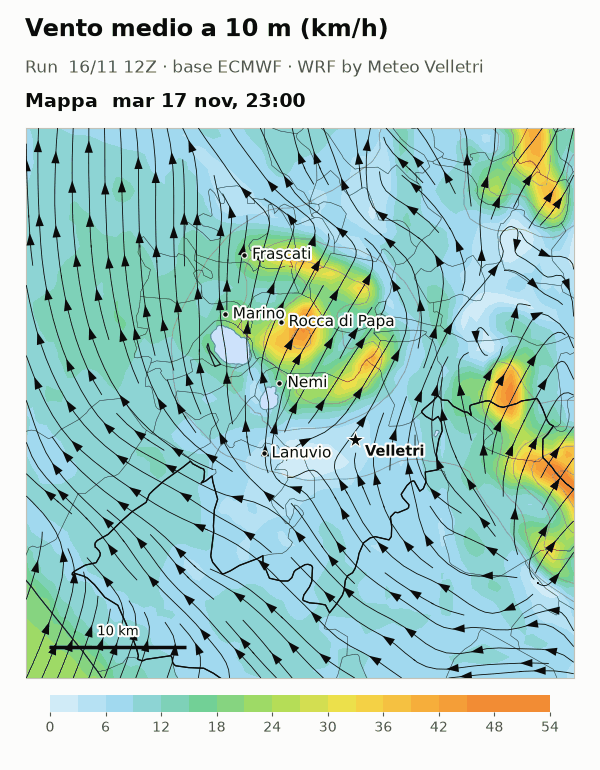 Vento medio a 10 m (km/h)
Run  16/11 12Z · base ECMWF · WRF by Meteo Velletri
Mappa  mar 17 nov, 23:00
Frascati
Marino
Rocca di Papa
Nemi
Velletri
Lanuvio
10 km
0 6 12 18 24 30 36 42 48 54